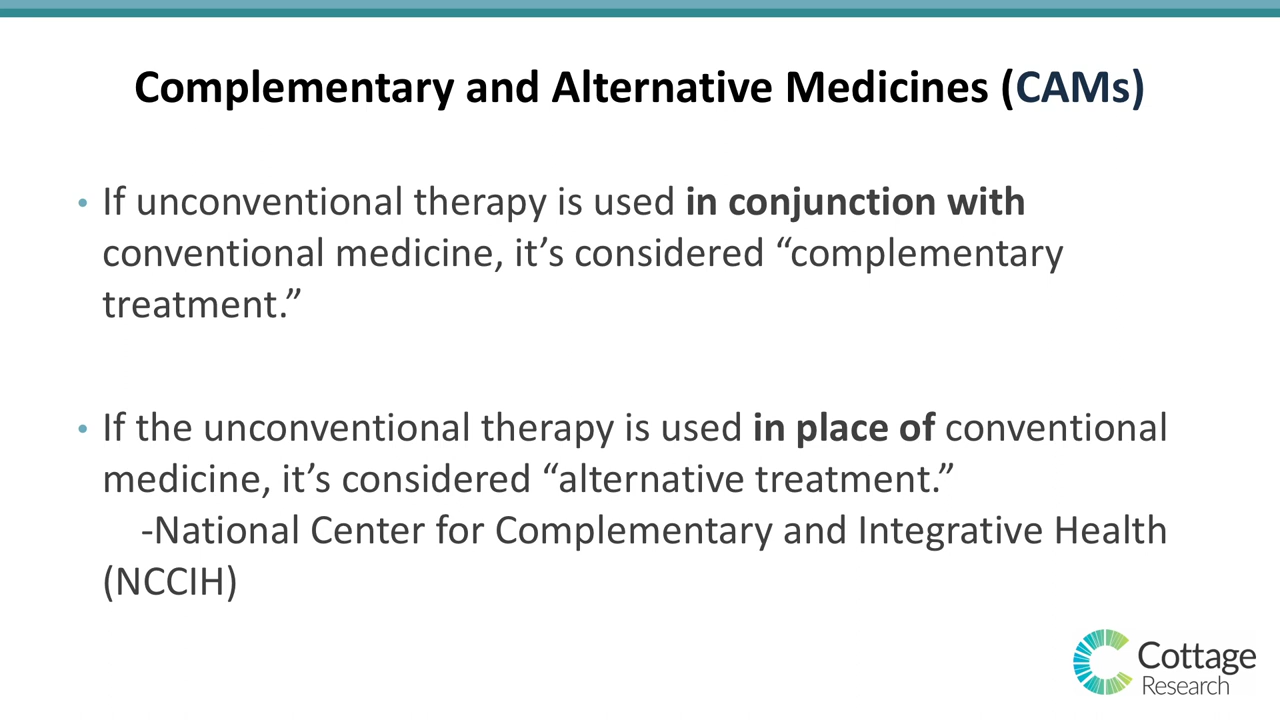 Complementary and Alternative Medicines (CAMs)
• If unconventional therapy is used in conjunction with
conventional medicine, it’s considered “complementary
treatment.”
• If the unconventional therapy is used in place of conventional
medicine, it’s considered “alternative treatment.”
-National Center for Complementary and Integrative Health
(NCCIH)
Cottage
Research